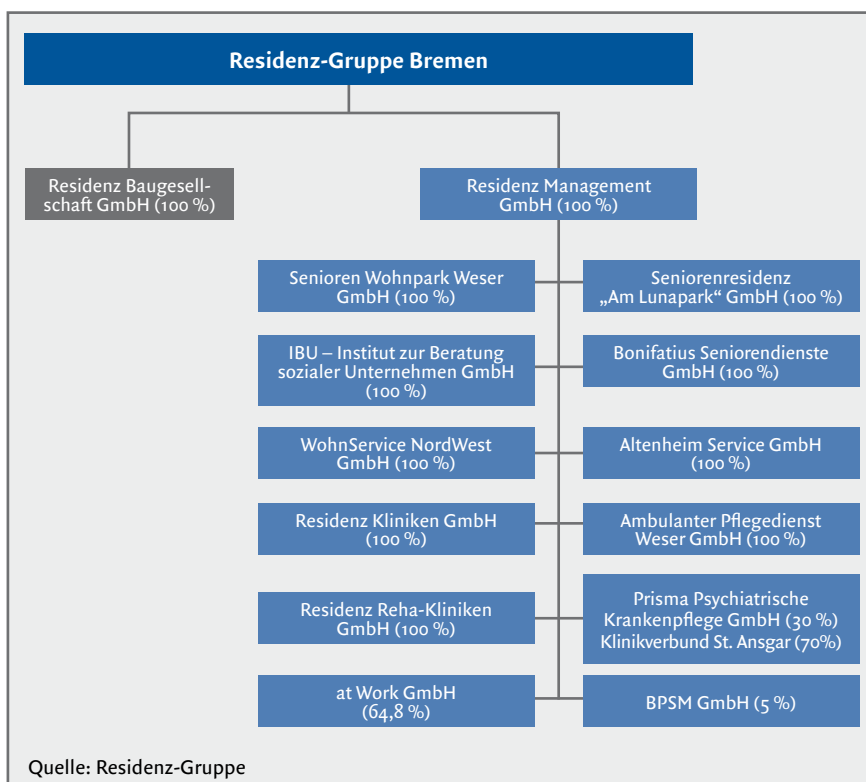 Residenz-Gruppe Bremen
Residenz Baugesell-
schaft GmbH (100 %)
Residenz Management
GmbH (100 %)
Senioren Wohnpark Weser
GmbH (100 %)
Seniorenresidenz
„Am Lunapark“ GmbH (100 %)
IBU – Institut zur Beratung
sozialer Unternehmen GmbH
(100 %)
Bonifatius Seniorendienste
GmbH (100 %)
WohnService NordWest
GmbH (100 %)
Altenheim Service GmbH
(100 %)
Residenz Kliniken GmbH
(100 %)
Ambulanter Pflegedienst
Weser GmbH (100 %)
Residenz Reha-Kliniken
GmbH (100 %)
Prisma Psychiatrische
Krankenpflege GmbH (30 %)
Klinikverbund St. Ansgar (70%)
at Work GmbH
(64,8 %)
BPSM GmbH (5 %)
Quelle: Residenz-Gruppe